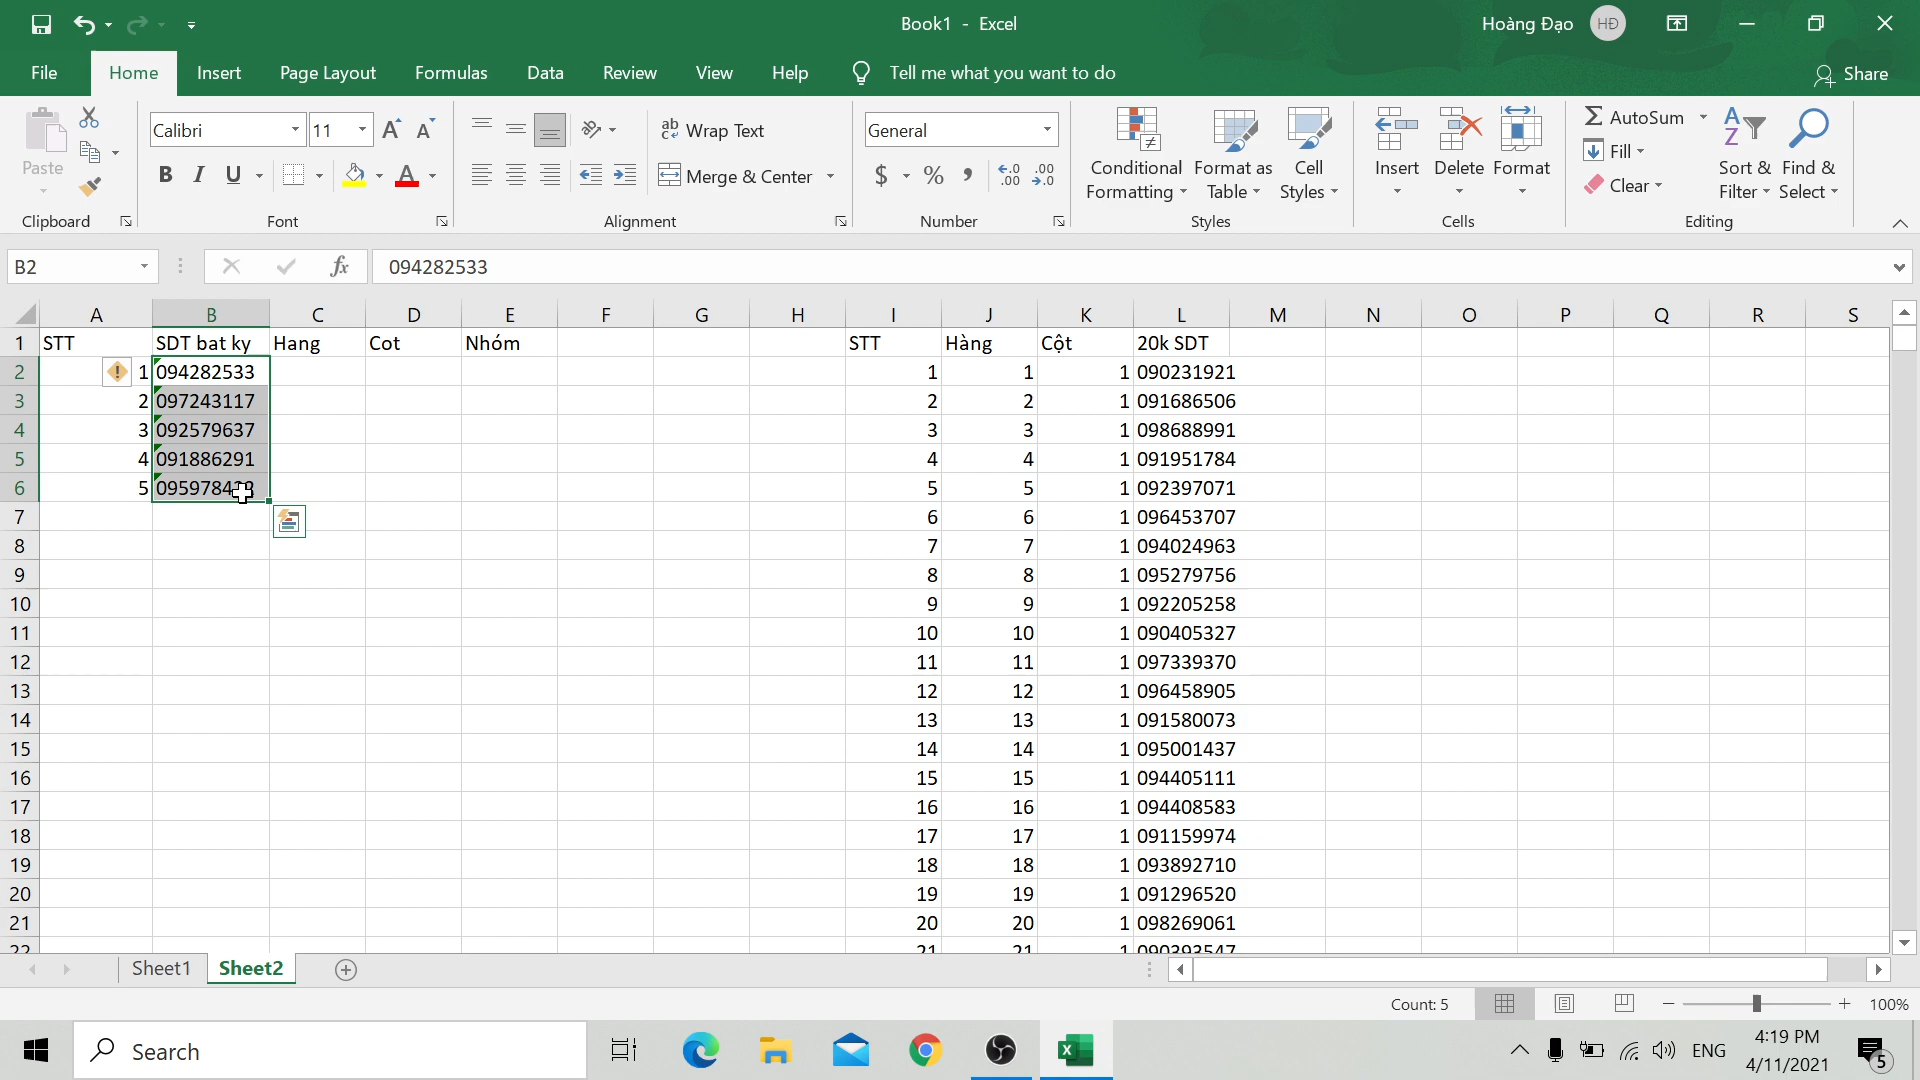 Book1 - Excel
Hoàng Đạo HĐ
File Home Insert Page Layout Formulas Data Review View Help Tell me what you want to do Share
Calibri 11 ab Wrap Text General AutoSum
Paste Conditional Format as Cell Insert Delete Format Fill Sort & Find &
B I U Merge & Center $ % Formatting Table Styles Clear Filter Select
Clipboard Font Alignment Number Styles Cells Editing
B2 fx 094282533
A B C D E F G H I J K L M N O P Q R S
1 STT SDT bat ky Hang Cot Nhóm STT Hàng Cột 20k SDT
2 1 094282533 1 1 1 090231921
3 2 097243117 2 2 1 091686506
4 3 092579637 3 3 1 098688991
5 4 091886291 4 4 1 091951784
6 5 5 5 1 092397071
7 6 6 1 096453707
8 7 7 1 094024963
9 8 8 1 095279756
10 9 9 1 092205258
11 10 10 1 090405327
12 11 11 1 097339370
13 12 12 1 096458905
14 13 13 1 091580073
15 14 14 1 095001437
16 15 15 1 094405111
17 16 16 1 094408583
18 17 17 1 091159974
19 18 18 1 093892710
20 19 19 1 091296520
21 20 20 1 098269061
22 21 21 1 090393547
Sheet1 Sheet2
Count: 5 100%
Search ENG 4:19 PM
4/11/2021 5